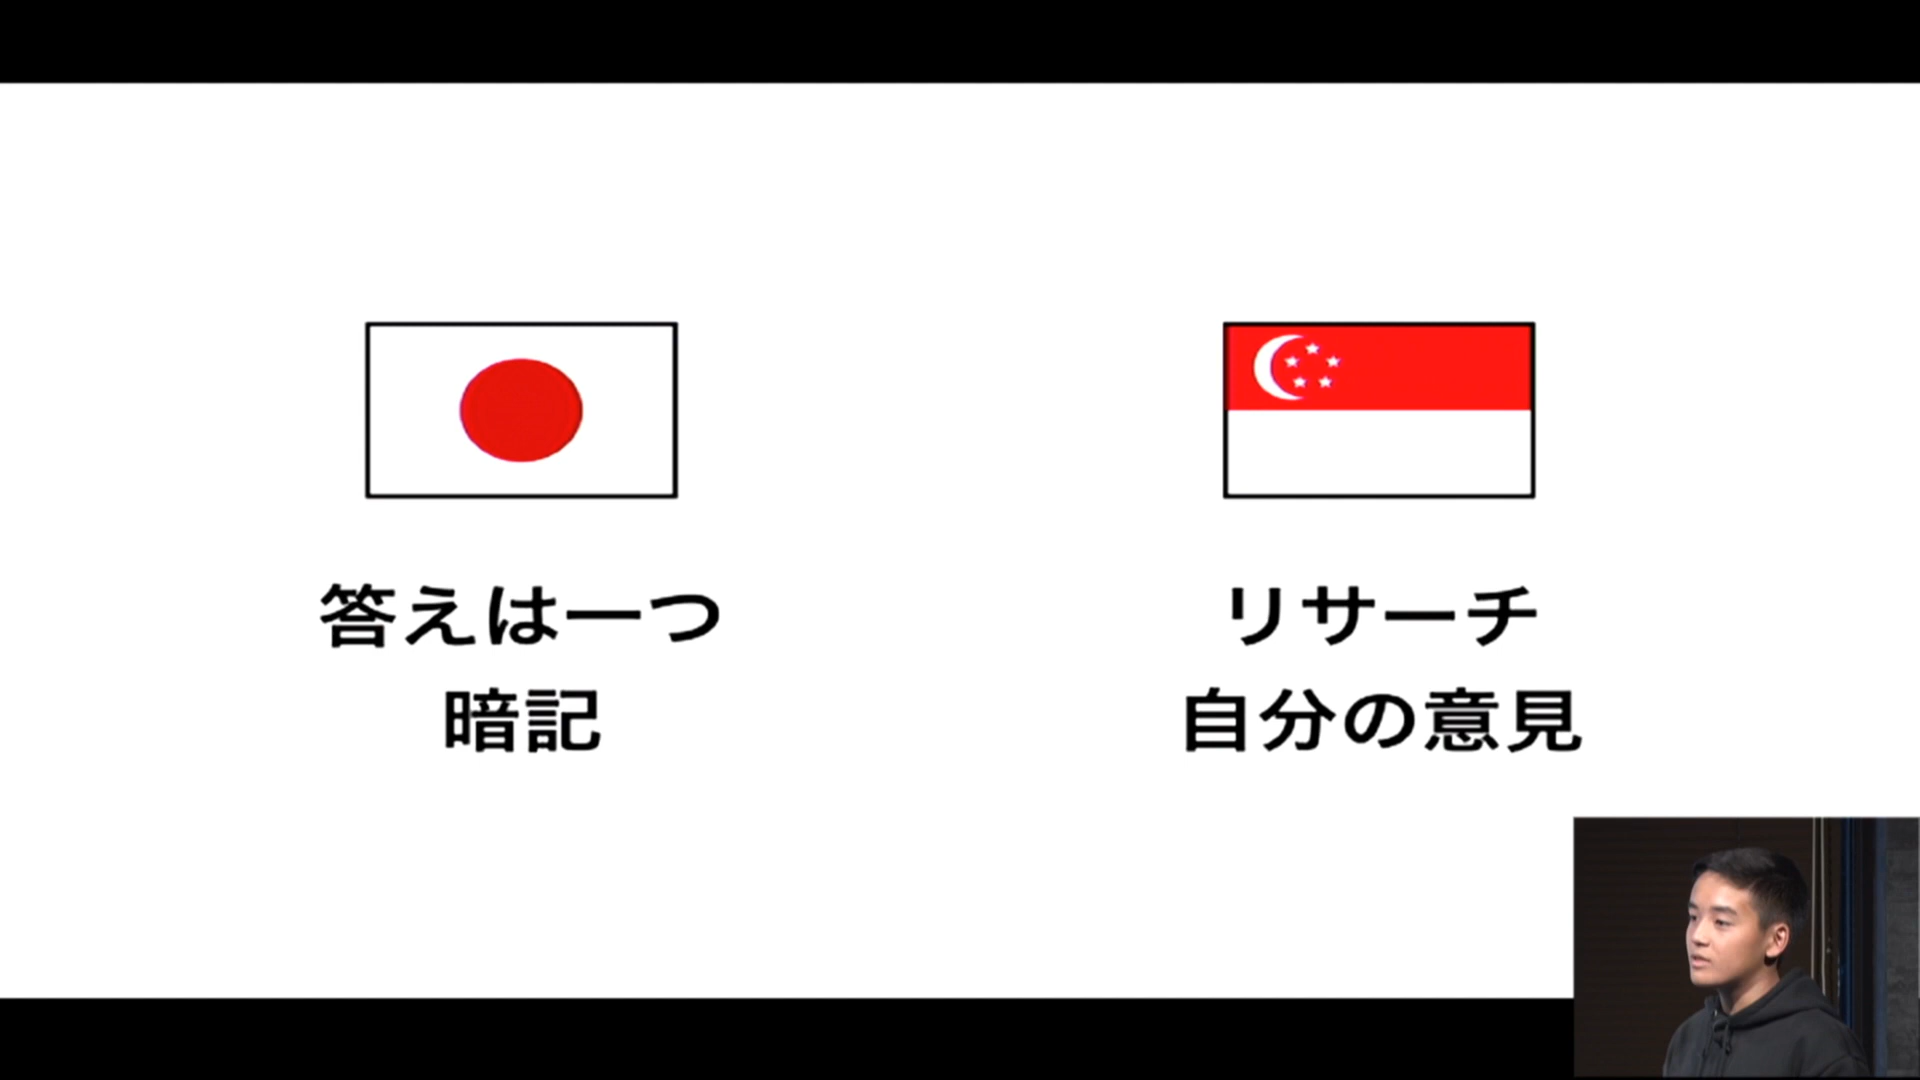 答えは一つ
暗記
リサーチ
自分の意見